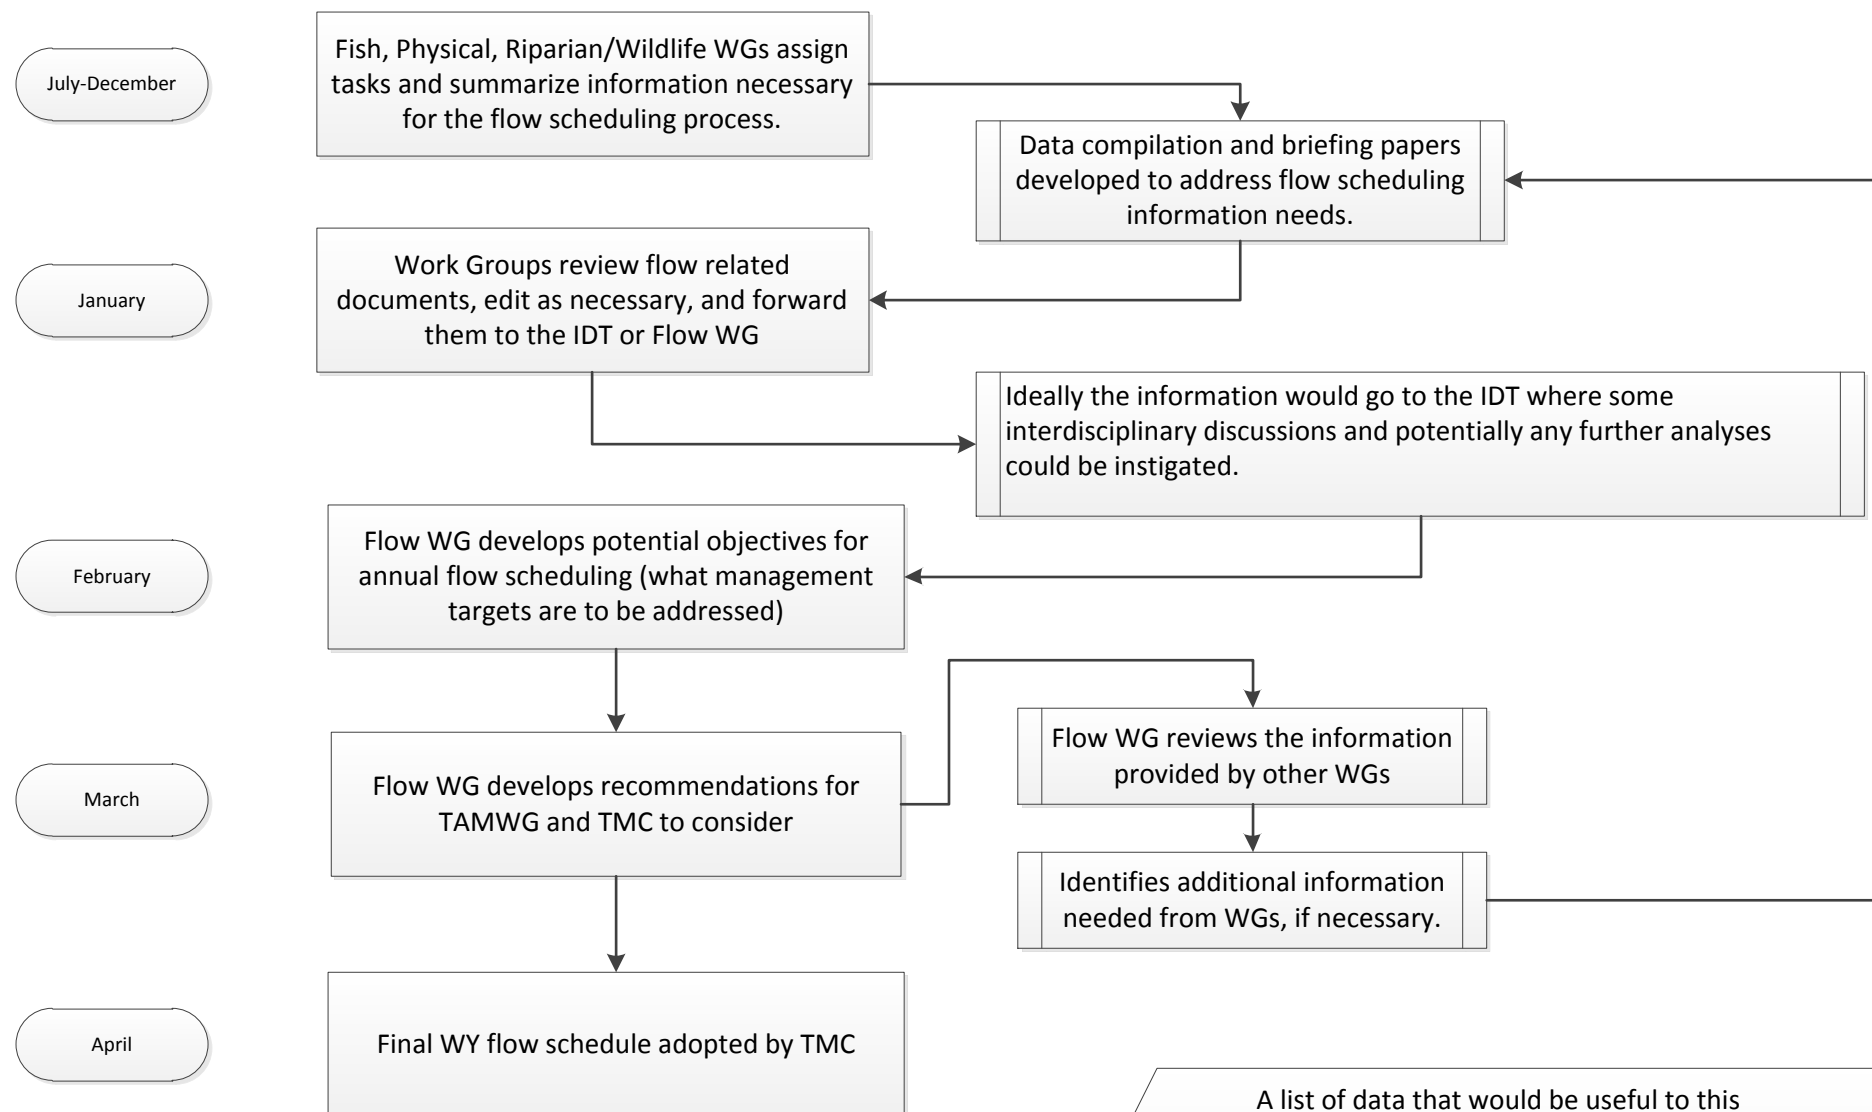 July-December
Fish, Physical, Riparian/Wildlife WGs assign
tasks and summarize information necessary
for the flow scheduling process.
Data compilation and briefing papers
developed to address flow scheduling
information needs.
January
Work Groups review flow related
documents, edit as necessary, and forward
them to the IDT or Flow WG
Ideally the information would go to the IDT where some
interdisciplinary discussions and potentially any further analyses
could be instigated.
February
Flow WG develops potential objectives for
annual flow scheduling (what management
targets are to be addressed)
March
Flow WG develops recommendations for
TAMWG and TMC to consider
Flow WG reviews the information
provided by other WGs
Identifies additional information
needed from WGs, if necessary.
April
Final WY flow schedule adopted by TMC
A list of data that would be useful to this